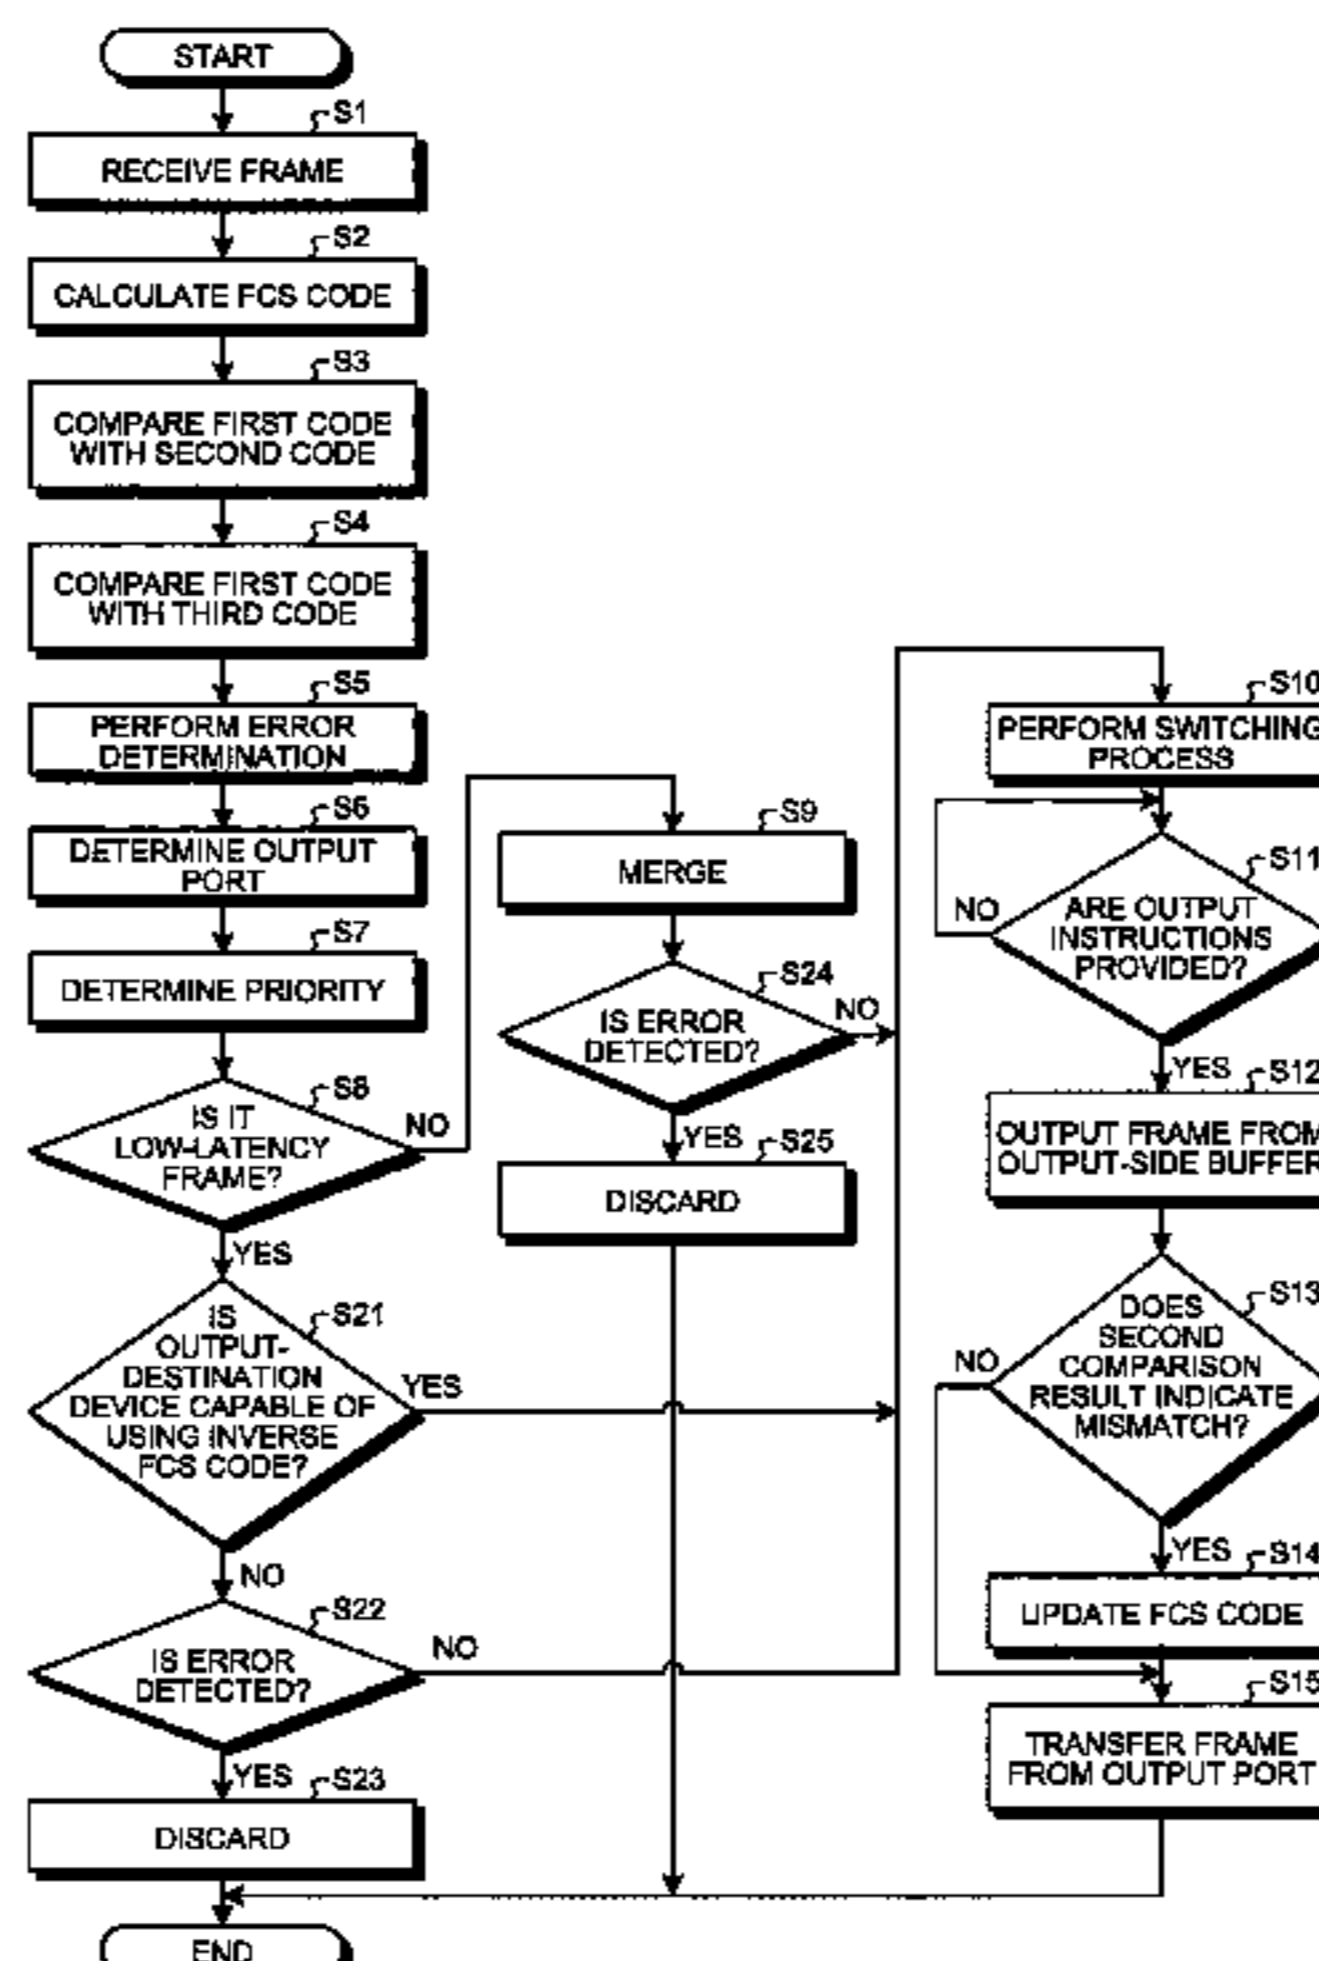 START
S1
RECEIVE FRAME
S2
CALCULATE FCS CODE
S3
COMPARE FIRST CODE
WITH SECOND CODE
S4
COMPARE FIRST CODE
WITH THIRD CODE
S5
PERFORM ERROR
DETERMINATION
S6
DETERMINE OUTPUT
PORT
S7
DETERMINE PRIORITY
S8
IS IT
LOW-LATENCY
FRAME?
NO
YES
S21
IS
OUTPUT-
DESTINATION
DEVICE CAPABLE OF
USING INVERSE
FCS CODE?
YES
NO
S22
IS ERROR
DETECTED?
NO
YES
S23
DISCARD
END
S9
MERGE
S24
IS ERROR
DETECTED?
NO
YES
S25
DISCARD
S10
PERFORM SWITCHING
PROCESS
S11
ARE OUTPUT
INSTRUCTIONS
PROVIDED?
NO
YES
S12
OUTPUT FRAME FROM
OUTPUT-SIDE BUFFER
S13
DOES
SECOND
COMPARISON
RESULT INDICATE
MISMATCH?
NO
YES
S14
UPDATE FCS CODE
S15
TRANSFER FRAME
FROM OUTPUT PORT